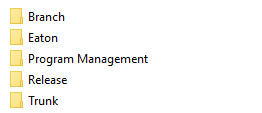 Branch
Eaton
Program Management
Release
Trunk